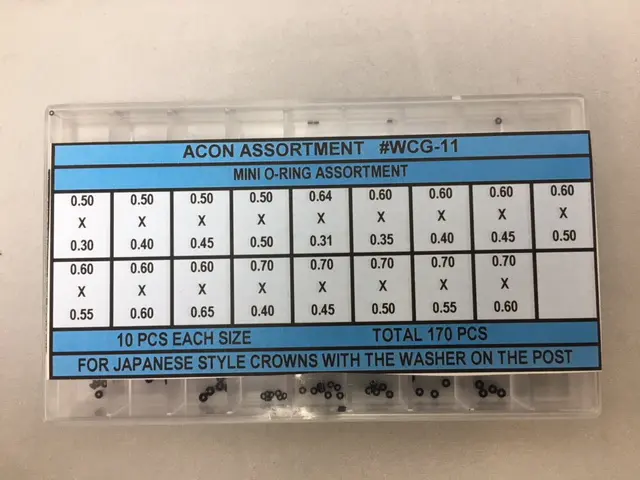 ACON ASSORTMENT #WCG-11
MINI O-RING ASSORTMENT
0.50 0.50 0.50 0.50 0.64 0.60 0.60 0.60 0.60
X X X X X X X X X
0.30 0.40 0.45 0.50 0.31 0.35 0.40 0.45 0.50
0.60 0.60 0.60 0.70 0.70 0.70 0.70 0.70
X X X X X X X X
0.55 0.60 0.65 0.40 0.45 0.50 0.55 0.60
10 PCS EACH SIZE TOTAL 170 PCS
FOR JAPANESE STYLE CROWNS WITH THE WASHER ON THE POST